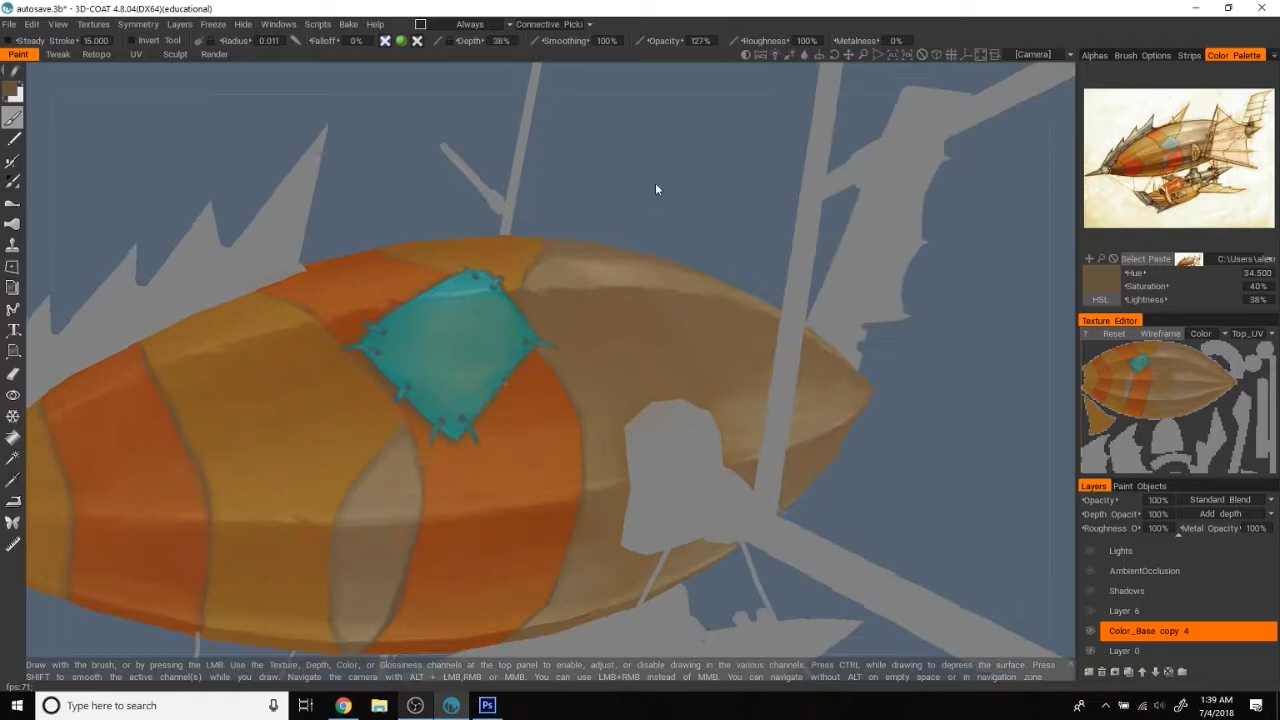 autosave.3b* - 3D-COAT 4.8.04(DX64)(educational)
File Edit View Textures Symmetry Layers Freeze Hide Windows Scripts Bake Help Always Connective Picki
Steady Stroke 15.000 Invert Tool Radius 0.011 Falloff 0% Depth 38% Smoothing 100% Opacity 127% Roughness 100% Metalness 0%
Paint Tweak Retopo UV Sculpt Render [Camera] Alphas Brush Options Strips Color Palette
Select Paste C:\Users\alex
Hue 34.500
Saturation 40%
HSL Lightness 38%
Texture Editor
? Reset Wireframe Color Top_UV
Layers Paint Objects
Opacity 100% Standard Blend
Depth Opacit 100% Add depth
Roughness O 100% Metal Opacity 100%
Lights
AmbientOcclusion
Shadows
Layer 6
Color_Base copy 4
Layer 0
Draw with the brush, or by pressing the LMB. Use the Texture, Depth, Color, or Glossiness channels at the top panel to enable, adjust, or disable drawing in the various channels. Press CTRL while drawing to depress the surface. Press
SHIFT to smooth the active channel(s) while you draw. Navigate the camera with ALT + LMB,RMB or MMB. You can use LMB+RMB instead of MMB. You can navigate without ALT on empty space or in navigation zone
fps:71
Type here to search
Ps
1:39 AM
7/4/2018